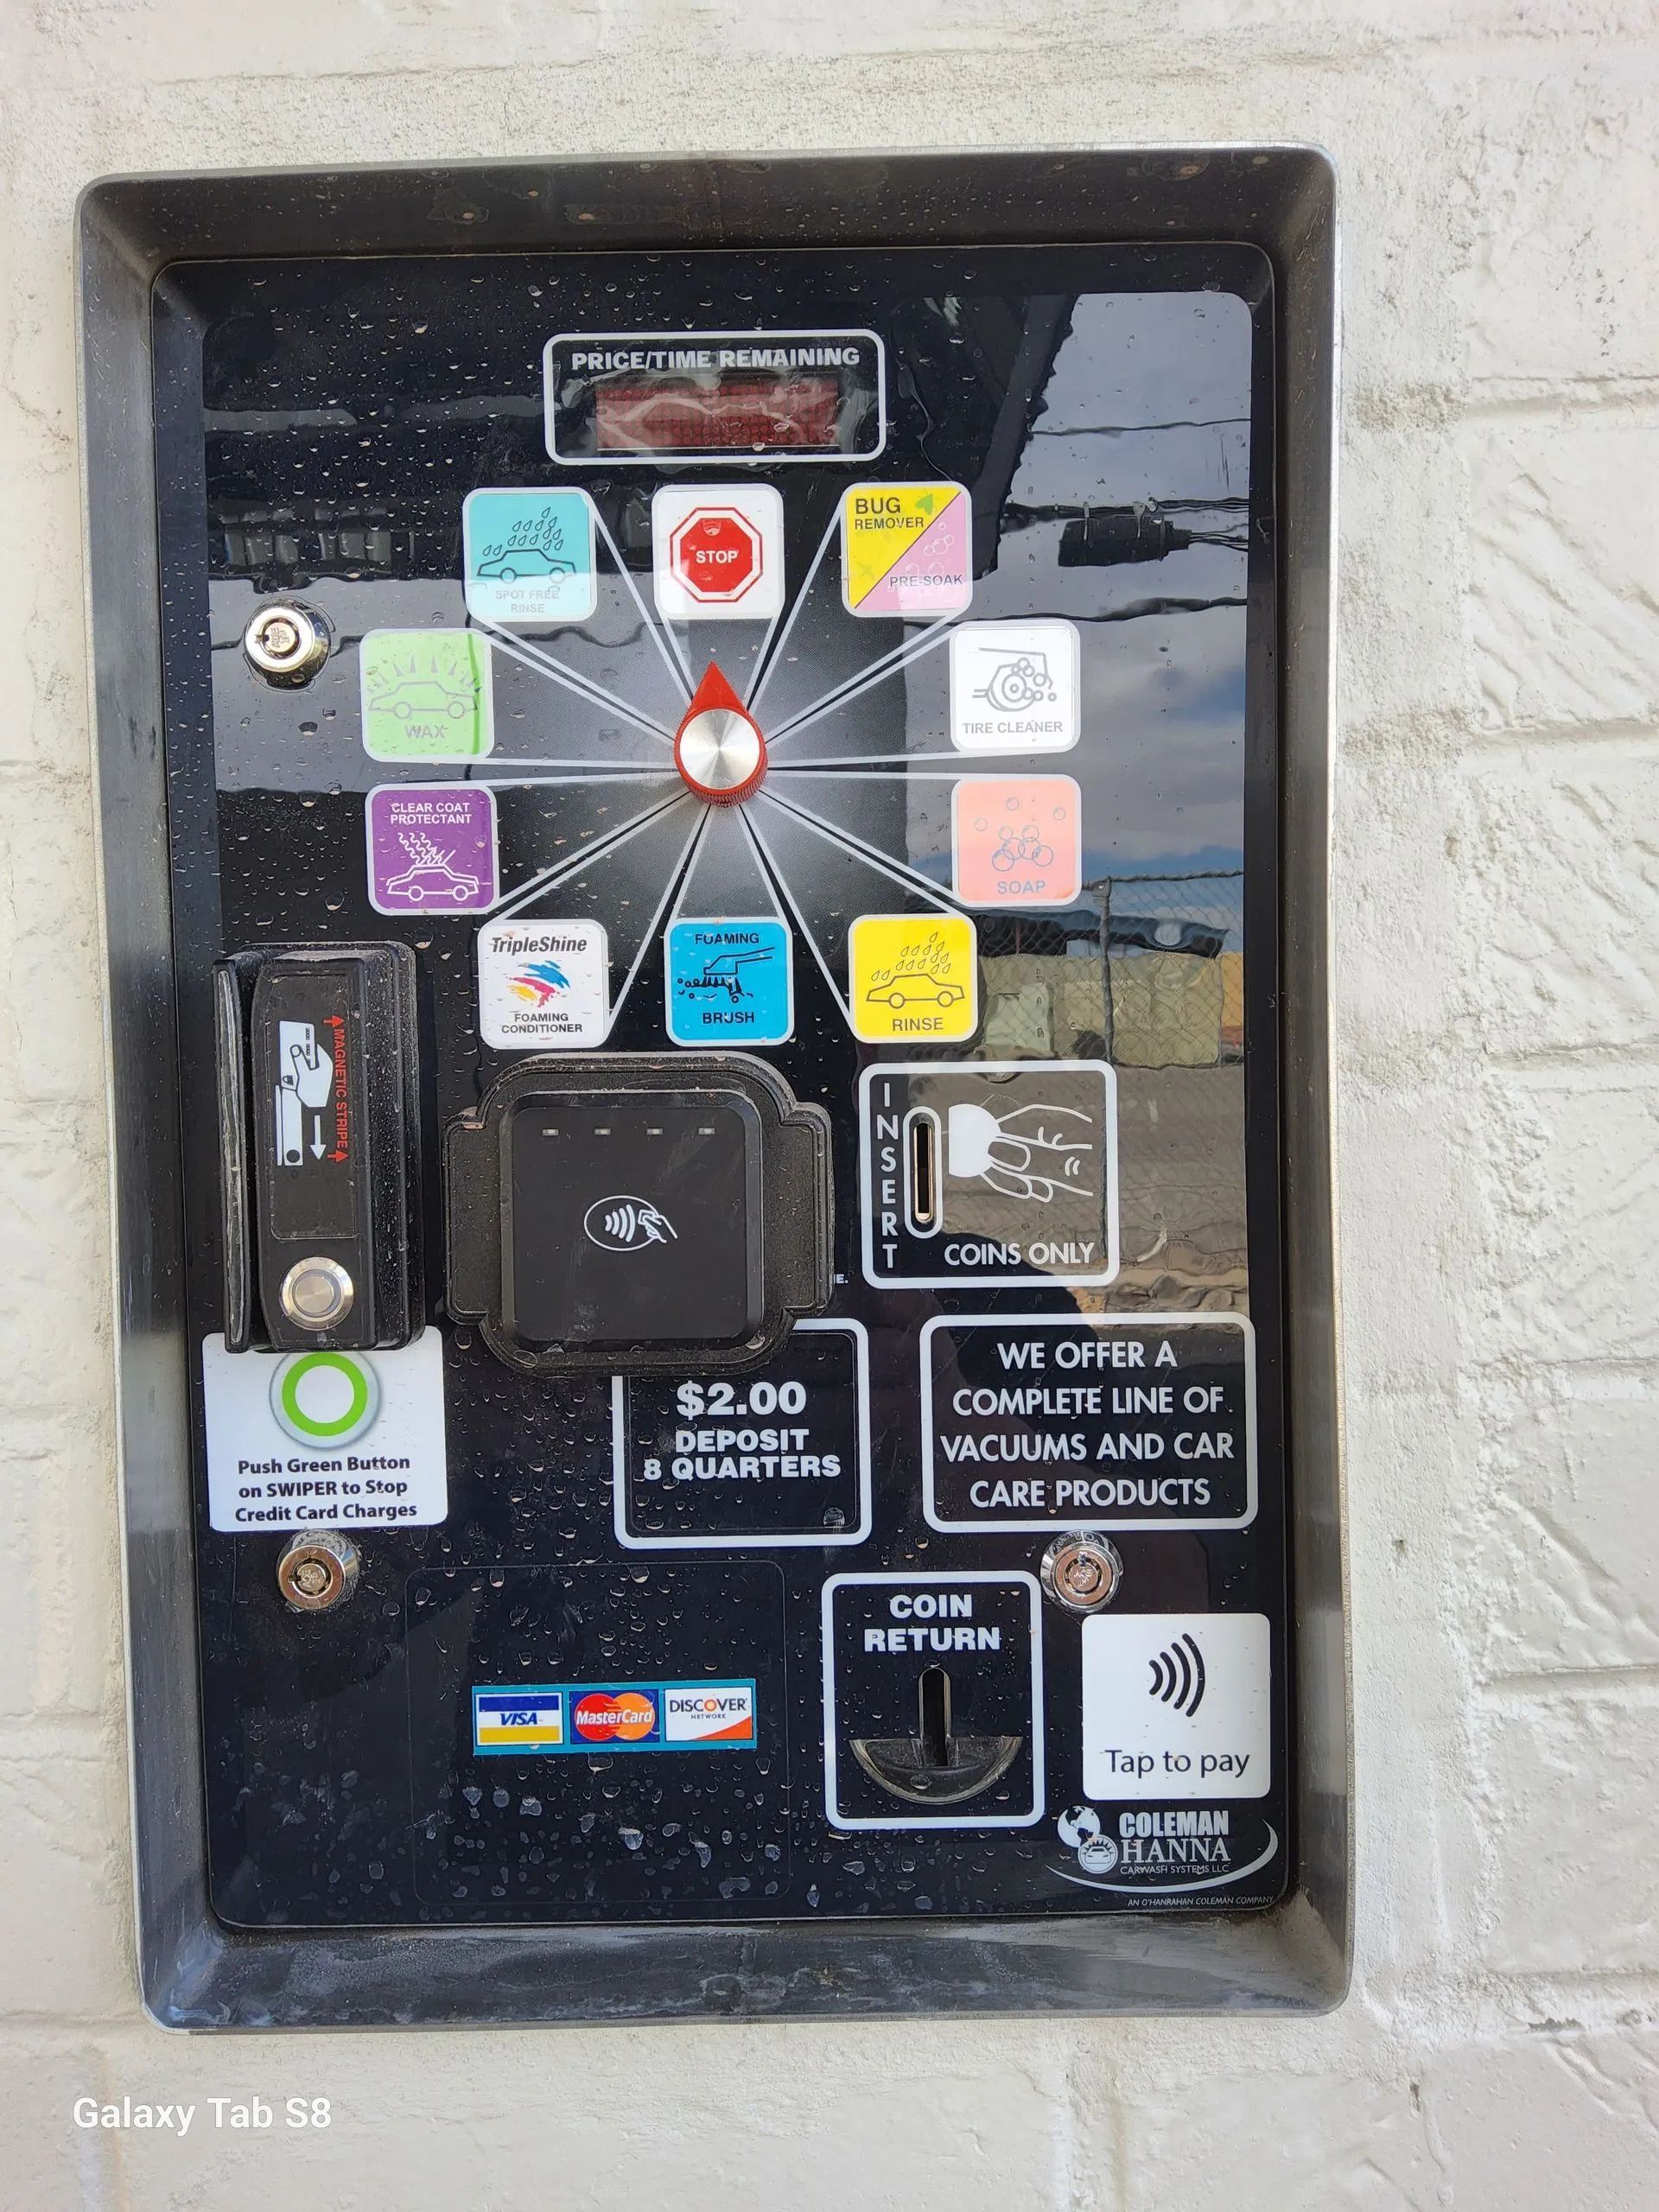 PRICE/TIME REMAINING
SPOT FREE
RINSE
STOP
BUG
REMOVER
PRE-SOAK
WAX
TIRE CLEANER
CLEAR COAT
PROTECTANT
SOAP
TripleShine
FOAMING
CONDITIONER
FOAMING
BRUSH
RINSE
MAGNETIC STRIPE
INSERT
COINS ONLY
E.
$2.00
DEPOSIT
8 QUARTERS
WE OFFER A
COMPLETE LINE OF
VACUUMS AND CAR
CARE PRODUCTS
Push Green Button
on SWIPER to Stop
Credit Card Charges
COIN
RETURN
VISA
MasterCard
DISCOVER
NETWORK
Tap to pay
COLEMAN
HANNA
CARWASH SYSTEMS LLC
AN O'HANRAHAN COLEMAN COMPANY
Galaxy Tab S8